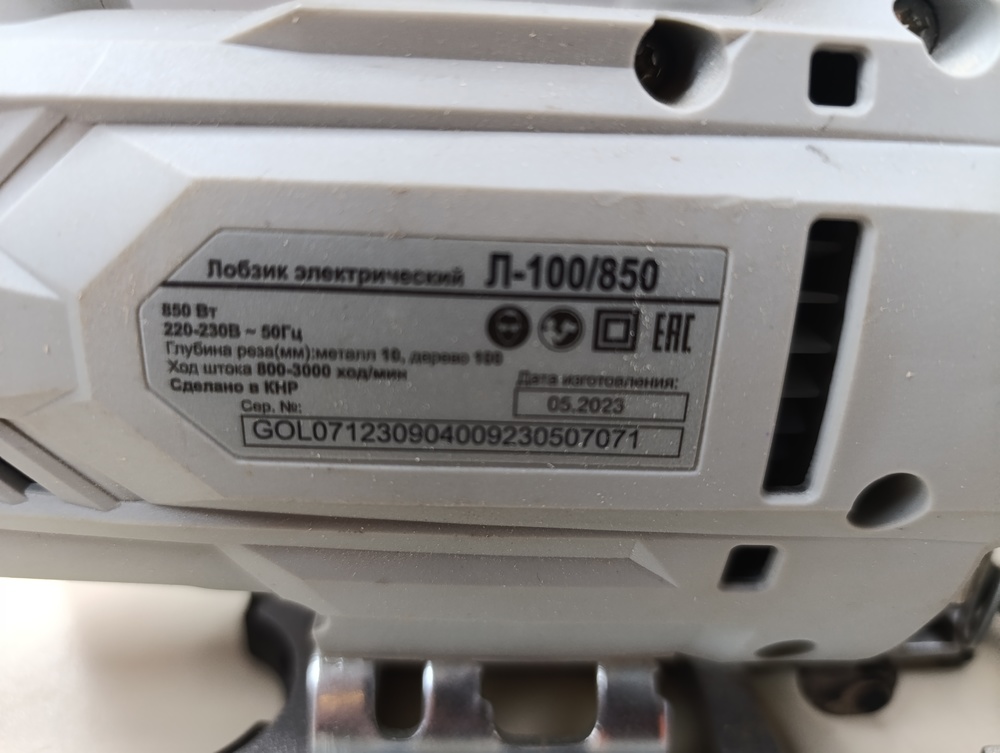 Лобзик электрический Л-100/850
850 Вт
220-230В ~ 50Гц
ЕАС
Глубина реза(мм):металл 10, дерево 100
Ход штока 800-3000 ход/мин
Сделано в КНР
Дата изготовления:
05.2023
Сер. №:
GOL071230904009230507071